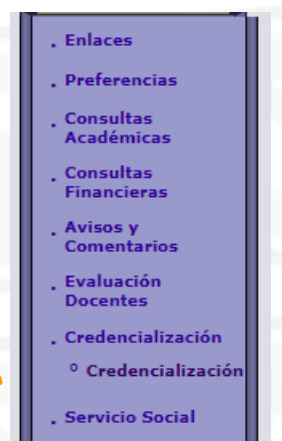 . Enlaces
. Preferencias
. Consultas
Académicas
. Consultas
Financieras
. Avisos y
Comentarios
. Evaluación
Docentes
. Credencialización
° Credencialización
. Servicio Social